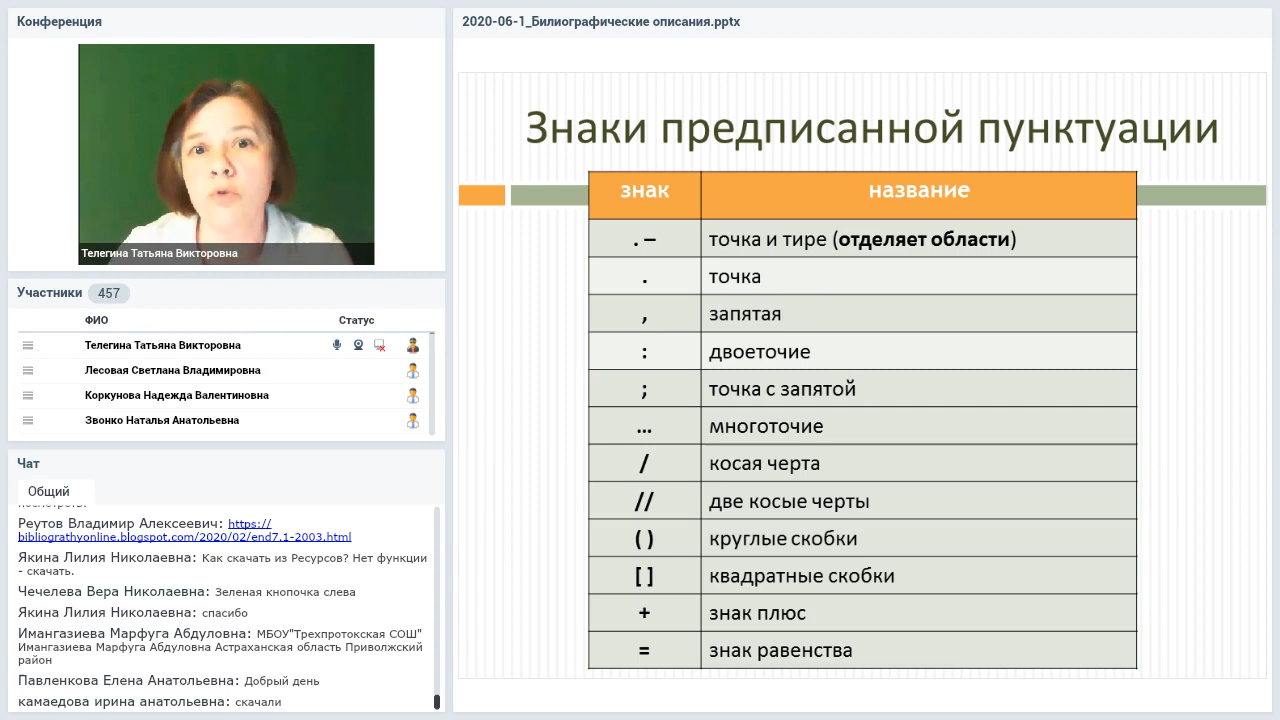 Конференция
Телегина Татьяна Викторовна
Участники 457
ФИО Статус
Телегина Татьяна Викторовна
Лесовая Светлана Владимировна
Коркунова Надежда Валентиновна
Звонко Наталья Анатольевна
Чат
Общий
Реутов Владимир Алексеевич: https://
bibliograthyonline.blogspot.com/2020/02/end7.1-2003.html
Якина Лилия Николаевна: Как скачать из Ресурсов? Нет функции
- скачать.
Чечелева Вера Николаевна: Зеленая кнопочка слева
Якина Лилия Николаевна: спасибо
Имангазиева Марфуга Абдуловна: МБОУ"Трехпротокская СОШ"
Имангазиева Марфуга Абдуловна Астраханская область Приволжский
район
Павленкова Елена Анатольевна: Добрый день
камаедова ирина анатольевна: скачали
2020-06-1_Билиографические описания.pptx
Знаки предписанной пунктуации
знак название
. – точка и тире (отделяет области)
. точка
, запятая
: двоеточие
; точка с запятой
... многоточие
/ косая черта
// две косые черты
( ) круглые скобки
[ ] квадратные скобки
+ знак плюс
= знак равенства